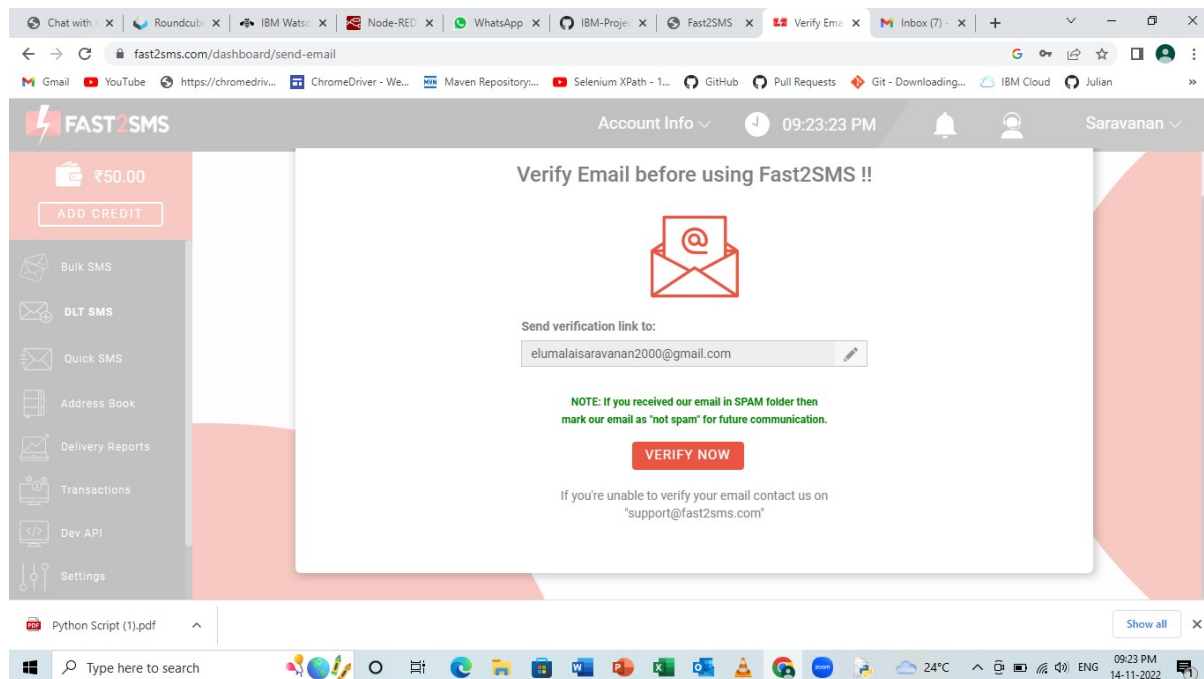 Chat with r
Roundcub
IBM Watso
Node-RED
WhatsApp
IBM-Projec
Fast2SMS
Verify Ema
Inbox (7) -
fast2sms.com/dashboard/send-email
Gmail
YouTube
https://chromedriv...
ChromeDriver - We...
Maven Repository:...
Selenium XPath - 1...
GitHub
Pull Requests
Git - Downloading...
IBM Cloud
Julian
»
FAST2SMS
Account Info
09:23:23 PM
Saravanan
₹50.00
ADD CREDIT
Bulk SMS
DLT SMS
Quick SMS
Address Book
Delivery Reports
Transactions
Dev API
Settings
Verify Email before using Fast2SMS !!
@
Send verification link to:
elumalaisaravanan2000@gmail.com
NOTE: If you received our email in SPAM folder then
mark our email as "not spam" for future communication.
VERIFY NOW
If you're unable to verify your email contact us on
"support@fast2sms.com"
Python Script (1).pdf
Show all
Type here to search
24°C
ENG
09:23 PM
14-11-2022